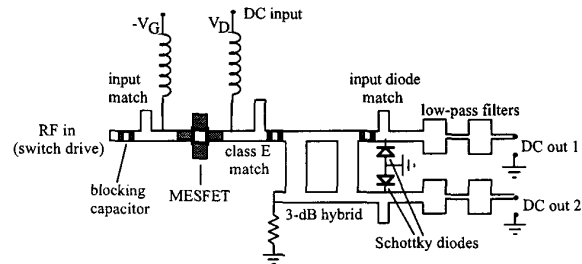 -VG
VD
DC input
input
match
input diode
match
low-pass filters
RF in
(switch drive)
class E
match
DC out 1
blocking
capacitor
MESFET
3-dB hybrid
DC out 2
Schottky diodes